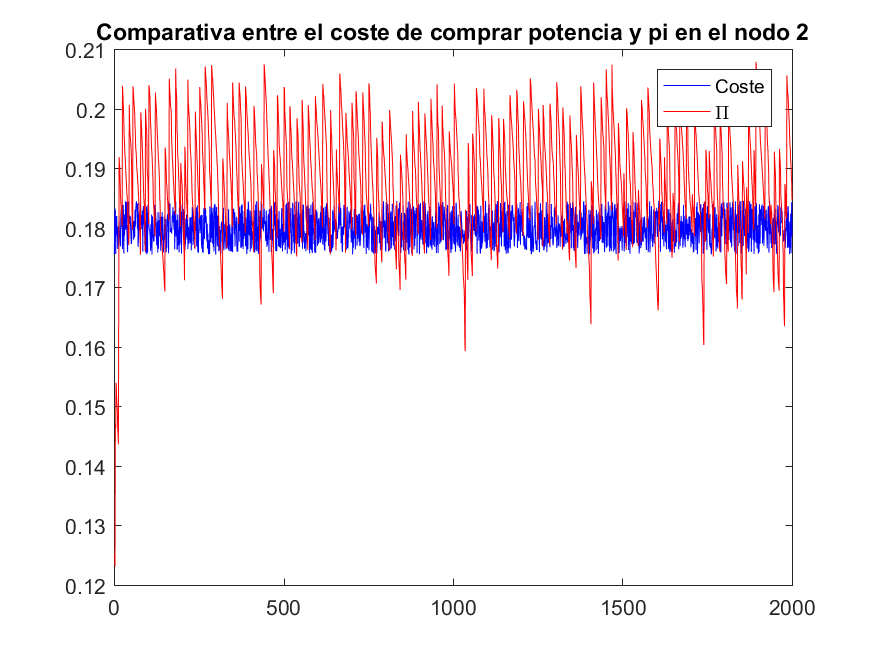 Comparativa entre el coste de comprar potencia y pi en el nodo 2
0.21
0.2
0.19
0.18
0.17
0.16
0.15
0.14
0.13
0.12
0 500 1000 1500 2000
Coste
Π